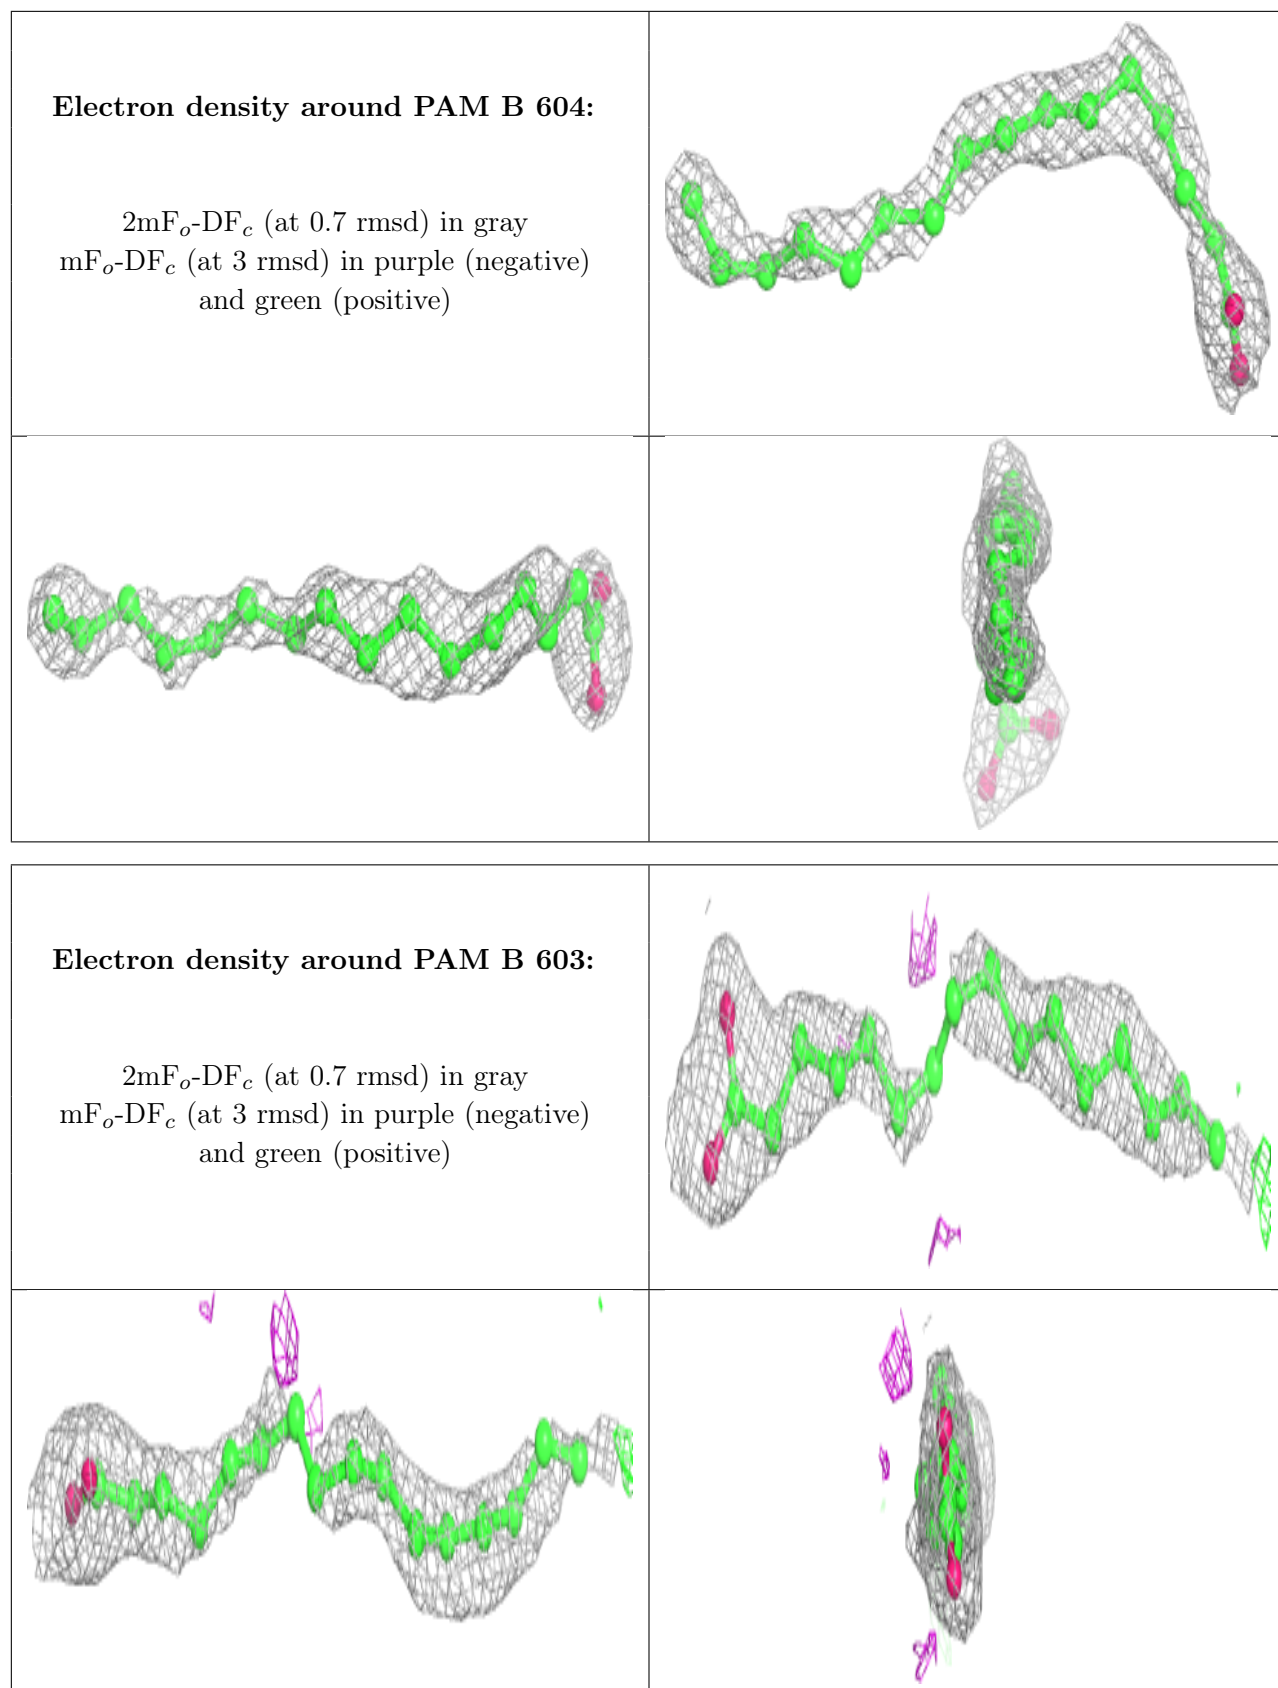 Electron density around PAM B 604:
2mFₒ-DF𝒸 (at 0.7 rmsd) in gray
mFₒ-DF𝒸 (at 3 rmsd) in purple (negative)
and green (positive)
Electron density around PAM B 603:
2mFₒ-DF𝒸 (at 0.7 rmsd) in gray
mFₒ-DF𝒸 (at 3 rmsd) in purple (negative)
and green (positive)